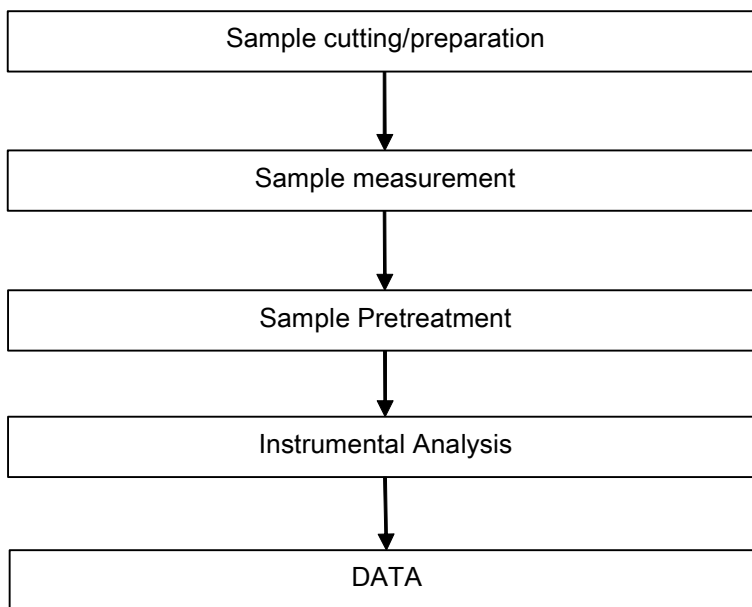 Sample cutting/preparation
Sample measurement
Sample Pretreatment
Instrumental Analysis
DATA